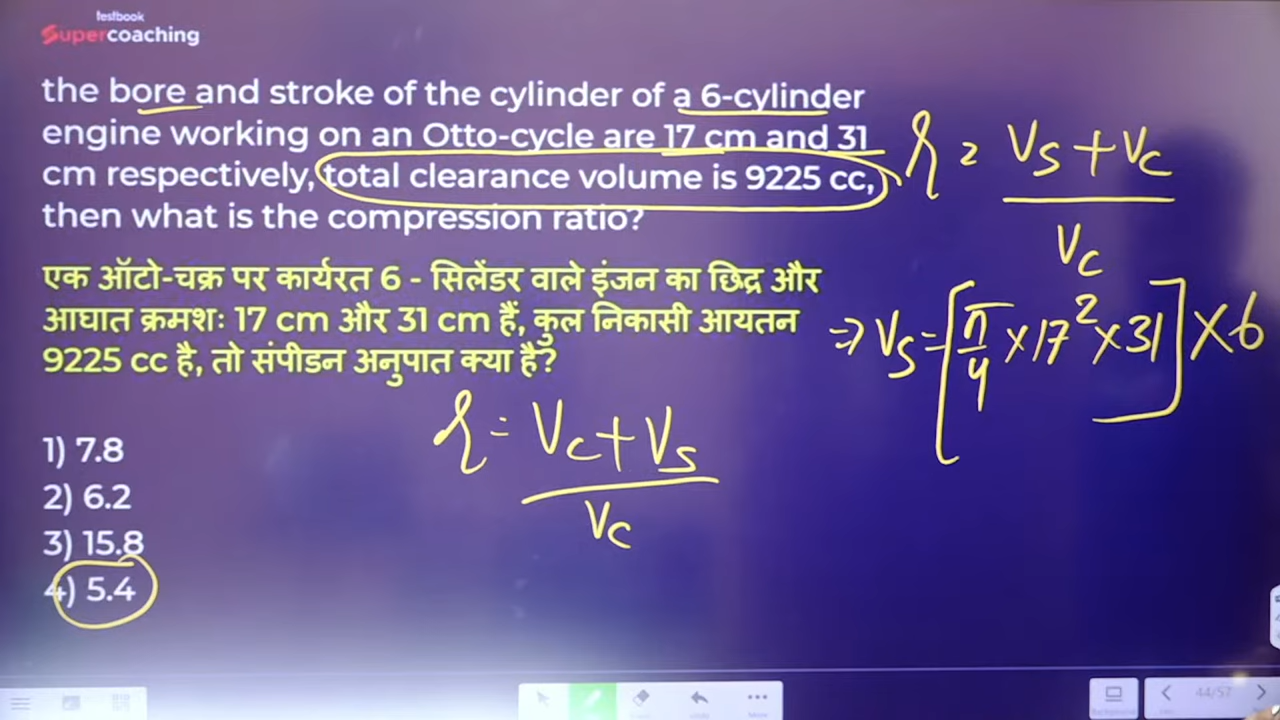 testbook
Supercoaching
the bore and stroke of the cylinder of a 6-cylinder
engine working on an Otto-cycle are 17 cm and 31
cm respectively, total clearance volume is 9225 cc,
then what is the compression ratio?
एक ऑटो-चक्र पर कार्यरत 6 - सिलेंडर वाले इंजन का छिद्र और
आघात क्रमशः 17 cm और 31 cm हैं, कुल निकासी आयतन
9225 cc है, तो संपीडन अनुपात क्या है?
1) 7.8
2) 6.2
3) 15.8
4) 5.4
r = Vc + Vs
Vc
r = Vs + Vc
Vc
⇒ Vs = [π/4 × 17² × 31] × 6
Background
44/57
More